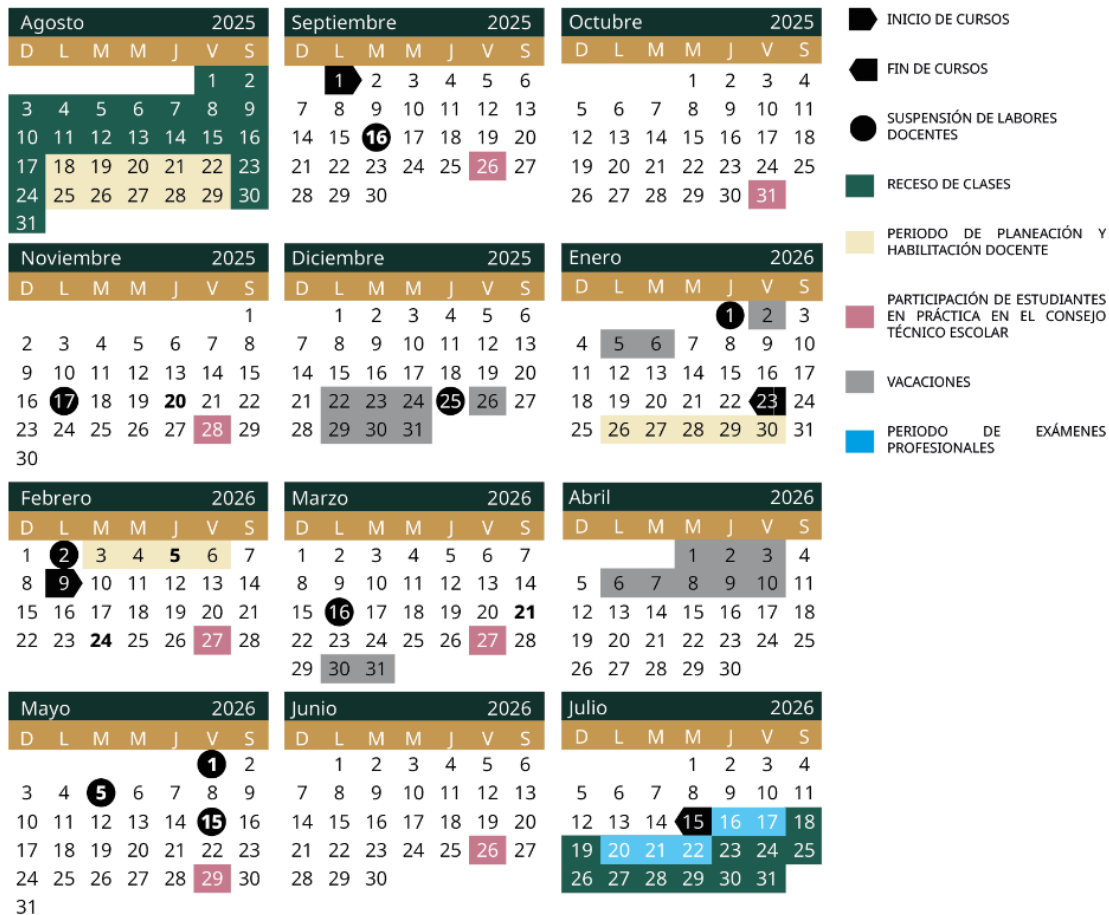 Agosto 2025
D L M M J V S
1 2
3 4 5 6 7 8 9
10 11 12 13 14 15 16
17 18 19 20 21 22 23
24 25 26 27 28 29 30
31
Septiembre 2025
D L M M J V S
1 2 3 4 5 6
7 8 9 10 11 12 13
14 15 16 17 18 19 20
21 22 23 24 25 26 27
28 29 30
Octubre 2025
D L M M J V S
1 2 3 4
5 6 7 8 9 10 11
12 13 14 15 16 17 18
19 20 21 22 23 24 25
26 27 28 29 30 31
Noviembre 2025
D L M M J V S
1
2 3 4 5 6 7 8
9 10 11 12 13 14 15
16 17 18 19 20 21 22
23 24 25 26 27 28 29
30
Diciembre 2025
D L M M J V S
1 2 3 4 5 6
7 8 9 10 11 12 13
14 15 16 17 18 19 20
21 22 23 24 25 26 27
28 29 30 31
Enero 2026
D L M M J V S
1 2 3
4 5 6 7 8 9 10
11 12 13 14 15 16 17
18 19 20 21 22 23 24
25 26 27 28 29 30 31
Febrero 2026
D L M M J V S
1 2 3 4 5 6 7
8 9 10 11 12 13 14
15 16 17 18 19 20 21
22 23 24 25 26 27 28
Marzo 2026
D L M M J V S
1 2 3 4 5 6 7
8 9 10 11 12 13 14
15 16 17 18 19 20 21
22 23 24 25 26 27 28
29 30 31
Abril 2026
D L M M J V S
1 2 3 4
5 6 7 8 9 10 11
12 13 14 15 16 17 18
19 20 21 22 23 24 25
26 27 28 29 30
Mayo 2026
D L M M J V S
1 2
3 4 5 6 7 8 9
10 11 12 13 14 15 16
17 18 19 20 21 22 23
24 25 26 27 28 29 30
31
Junio 2026
D L M M J V S
1 2 3 4 5 6
7 8 9 10 11 12 13
14 15 16 17 18 19 20
21 22 23 24 25 26 27
28 29 30
Julio 2026
D L M M J V S
1 2 3 4
5 6 7 8 9 10 11
12 13 14 15 16 17 18
19 20 21 22 23 24 25
26 27 28 29 30 31
INICIO DE CURSOS
FIN DE CURSOS
SUSPENSIÓN DE LABORES
DOCENTES
RECESO DE CLASES
PERIODO DE PLANEACIÓN Y
HABILITACIÓN DOCENTE
PARTICIPACIÓN DE ESTUDIANTES
EN PRÁCTICA EN EL CONSEJO
TÉCNICO ESCOLAR
VACACIONES
PERIODO DE EXÁMENES
PROFESIONALES